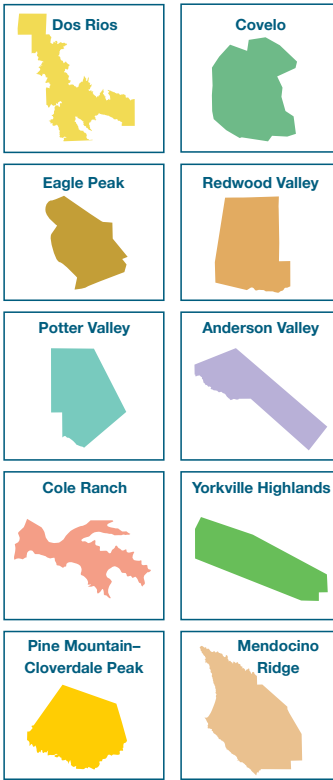 Dos Rios
Covelo
Eagle Peak
Redwood Valley
Potter Valley
Anderson Valley
Cole Ranch
Yorkville Highlands
Pine Mountain–
Cloverdale Peak
Mendocino
Ridge